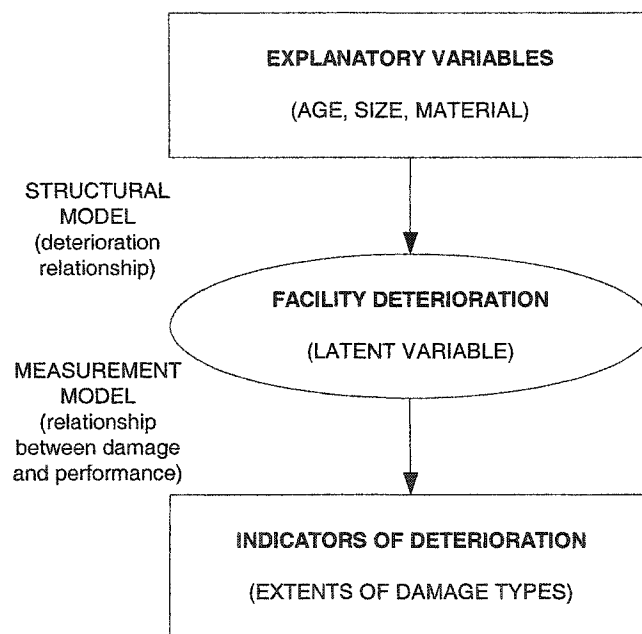 EXPLANATORY VARIABLES
(AGE, SIZE, MATERIAL)
STRUCTURAL
MODEL
(deterioration
relationship)
FACILITY DETERIORATION
(LATENT VARIABLE)
MEASUREMENT
MODEL
(relationship
between damage
and performance)
INDICATORS OF DETERIORATION
(EXTENTS OF DAMAGE TYPES)